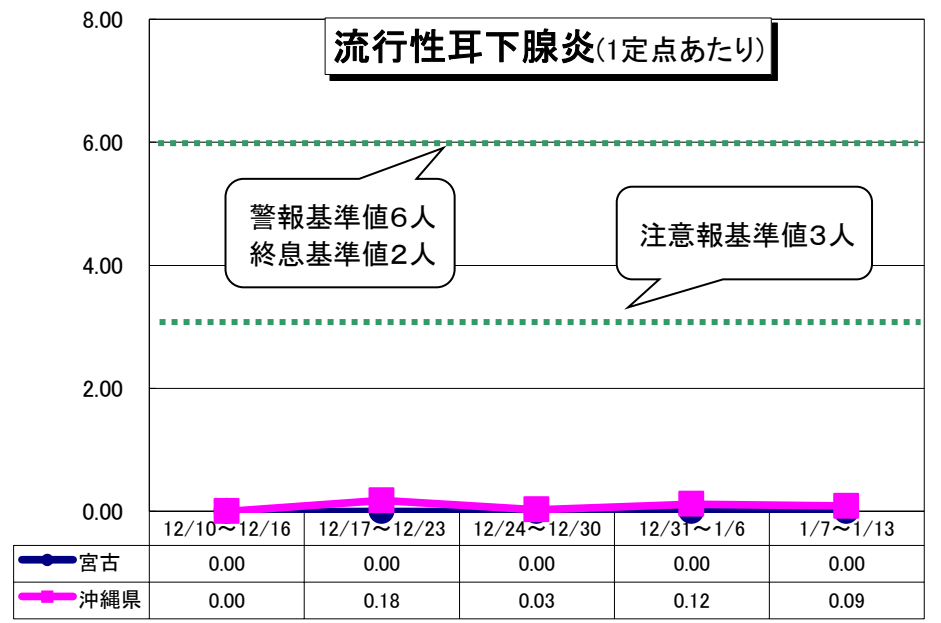 流行性耳下腺炎(1定点あたり)
8.00
6.00
警報基準値6人
終息基準値2人
注意報基準値3人
4.00
2.00
0.00
12/10～12/16 12/17～12/23 12/24～12/30 12/31～1/6 1/7～1/13
宮古 0.00 0.00 0.00 0.00 0.00
沖縄県 0.00 0.18 0.03 0.12 0.09